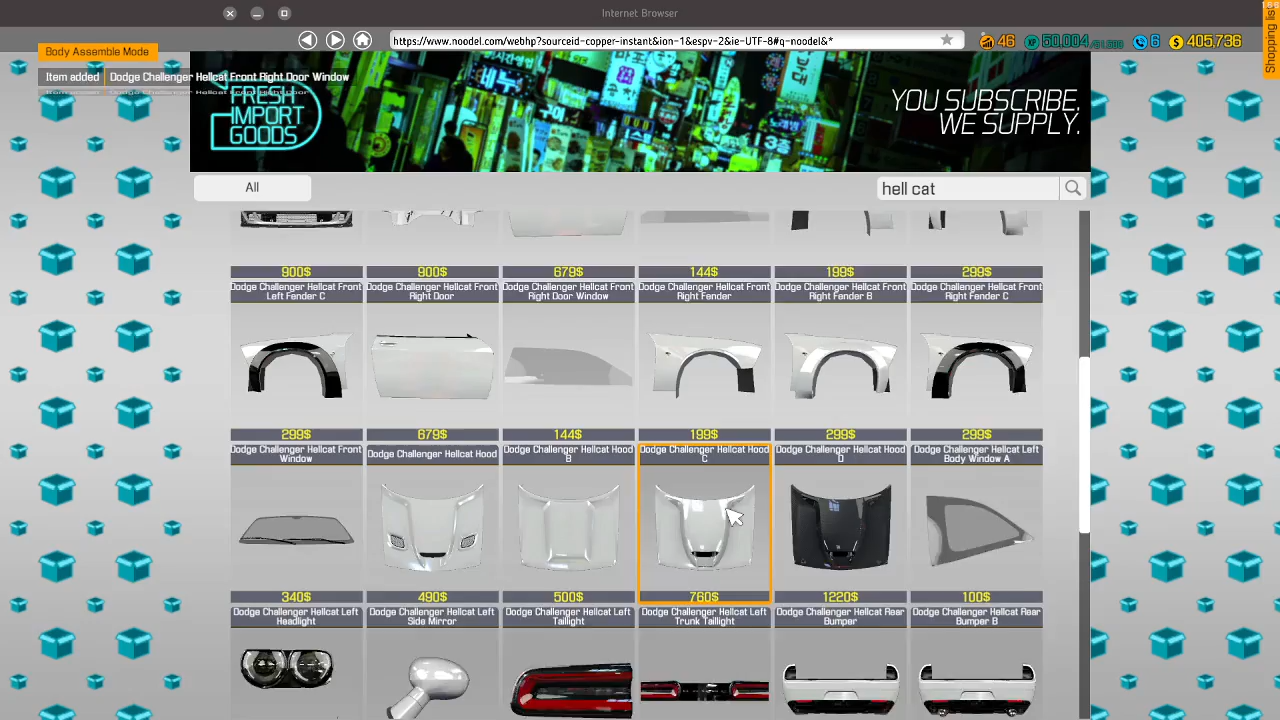 Internet Browser
Shopping list
https://www.noodel.com/webhp?sourceid-copper-instant&ion-1&espv-2&ie-UTF-8#q-noodel&*
46
XP 50,004/61,500
6
$ 405,736
Body Assemble Mode
Item added Dodge Challenger Hellcat Front Right Door Window
FRESH
IMPORT
GOODS
YOU SUBSCRIBE.
WE SUPPLY.
All
hell cat
900$ 900$ 679$ 144$ 199$ 299$
Dodge Challenger Hellcat Front
Left Fender C
Dodge Challenger Hellcat Front
Right Door
Dodge Challenger Hellcat Front
Right Door Window
Dodge Challenger Hellcat Front
Right Fender
Dodge Challenger Hellcat Front
Right Fender B
Dodge Challenger Hellcat Front
Right Fender C
299$ 679$ 144$ 199$ 299$ 299$
Dodge Challenger Hellcat Front
Window
Dodge Challenger Hellcat Hood
Dodge Challenger Hellcat Hood
B
Dodge Challenger Hellcat Hood
C
Dodge Challenger Hellcat Hood
D
Dodge Challenger Hellcat Left
Body Window A
340$ 490$ 500$ 760$ 1220$ 100$
Dodge Challenger Hellcat Left
Headlight
Dodge Challenger Hellcat Left
Side Mirror
Dodge Challenger Hellcat Left
Taillight
Dodge Challenger Hellcat Left
Trunk Taillight
Dodge Challenger Hellcat Rear
Bumper
Dodge Challenger Hellcat Rear
Bumper B